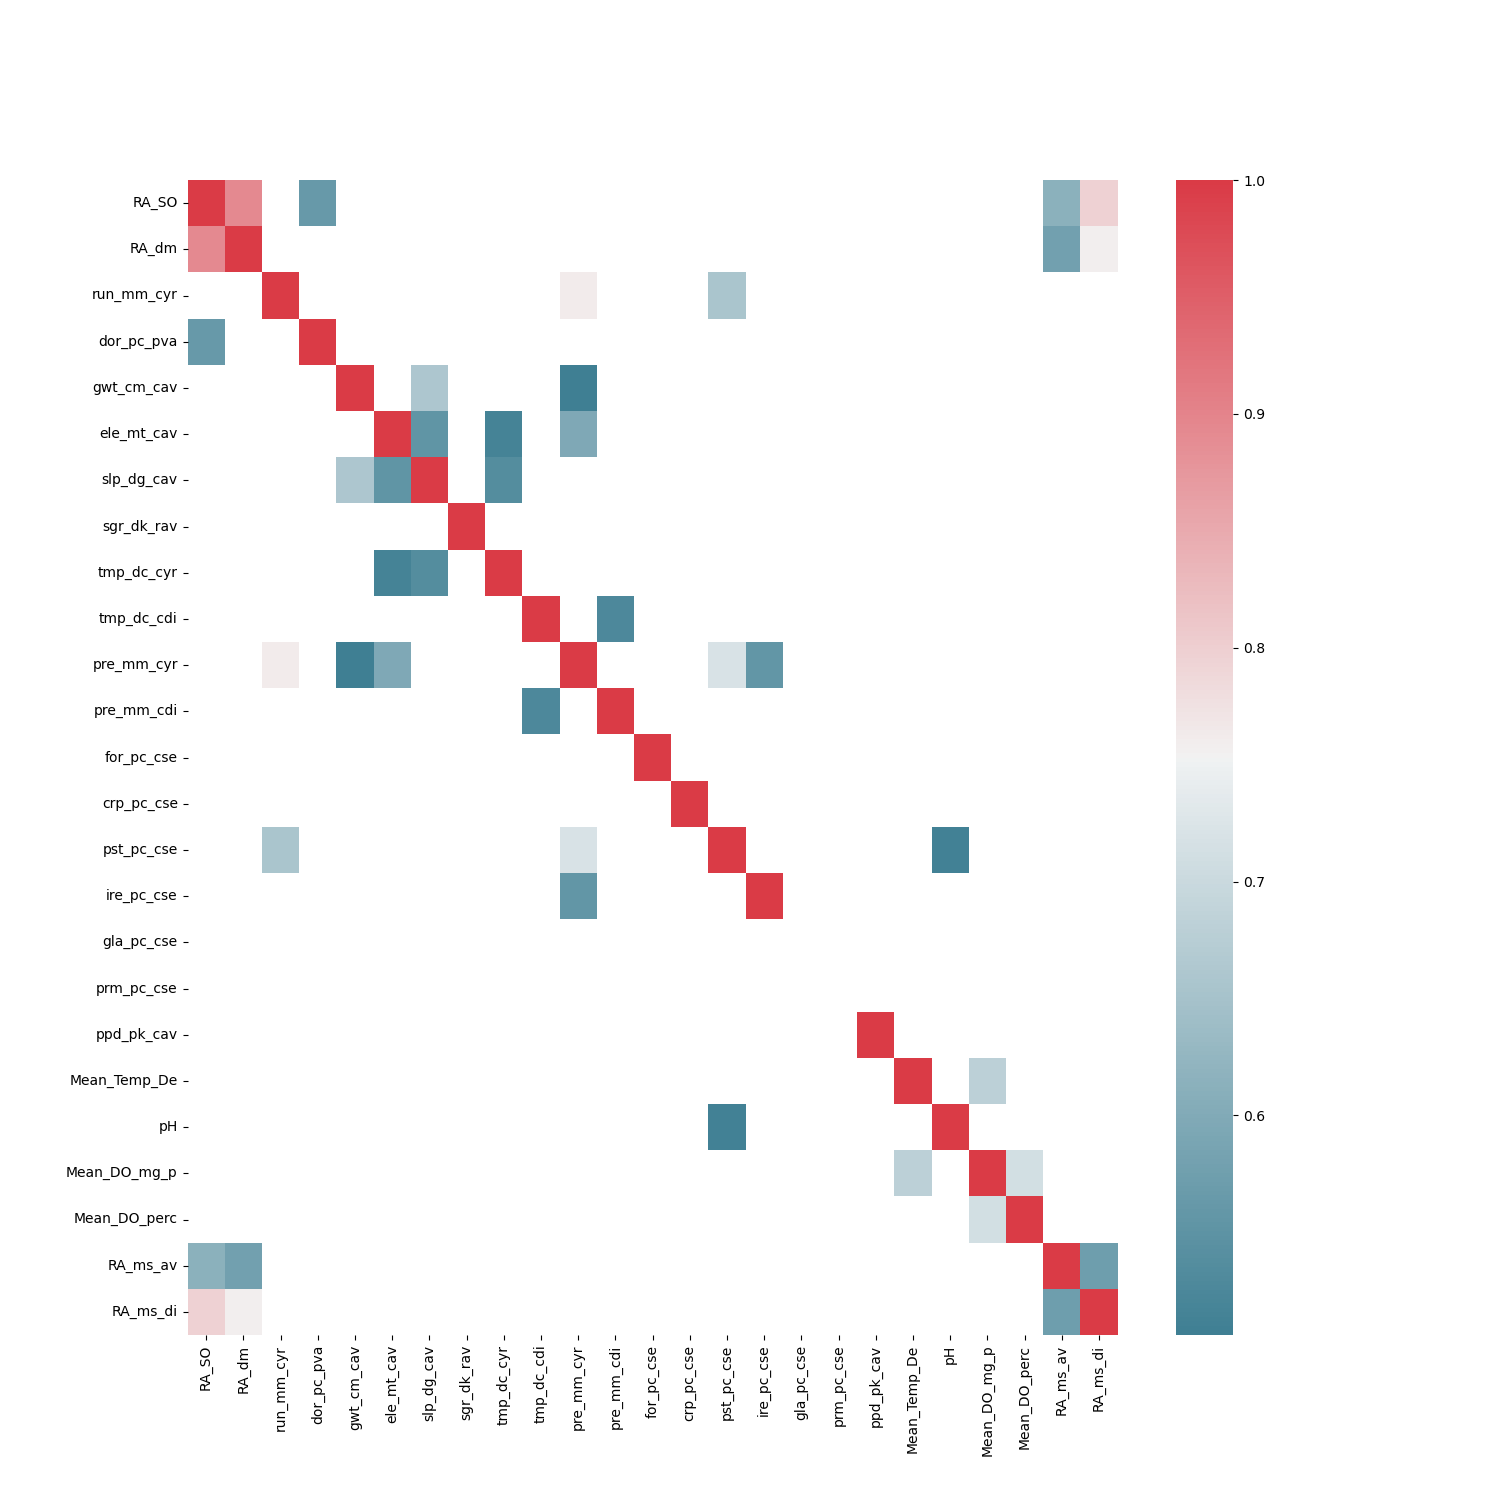 RA_SO
RA_dm
run_mm_cyr
dor_pc_pva
gwt_cm_cav
ele_mt_cav
slp_dg_cav
sgr_dk_rav
tmp_dc_cyr
tmp_dc_cdi
pre_mm_cyr
pre_mm_cdi
for_pc_cse
crp_pc_cse
pst_pc_cse
ire_pc_cse
gla_pc_cse
prm_pc_cse
ppd_pk_cav
Mean_Temp_De
pH
Mean_DO_mg_p
Mean_DO_perc
RA_ms_av
RA_ms_di
RA_SO
RA_dm
run_mm_cyr
dor_pc_pva
gwt_cm_cav
ele_mt_cav
slp_dg_cav
sgr_dk_rav
tmp_dc_cyr
tmp_dc_cdi
pre_mm_cyr
pre_mm_cdi
for_pc_cse
crp_pc_cse
pst_pc_cse
ire_pc_cse
gla_pc_cse
prm_pc_cse
ppd_pk_cav
Mean_Temp_De
pH
Mean_DO_mg_p
Mean_DO_perc
RA_ms_av
RA_ms_di
1.0
0.9
0.8
0.7
0.6